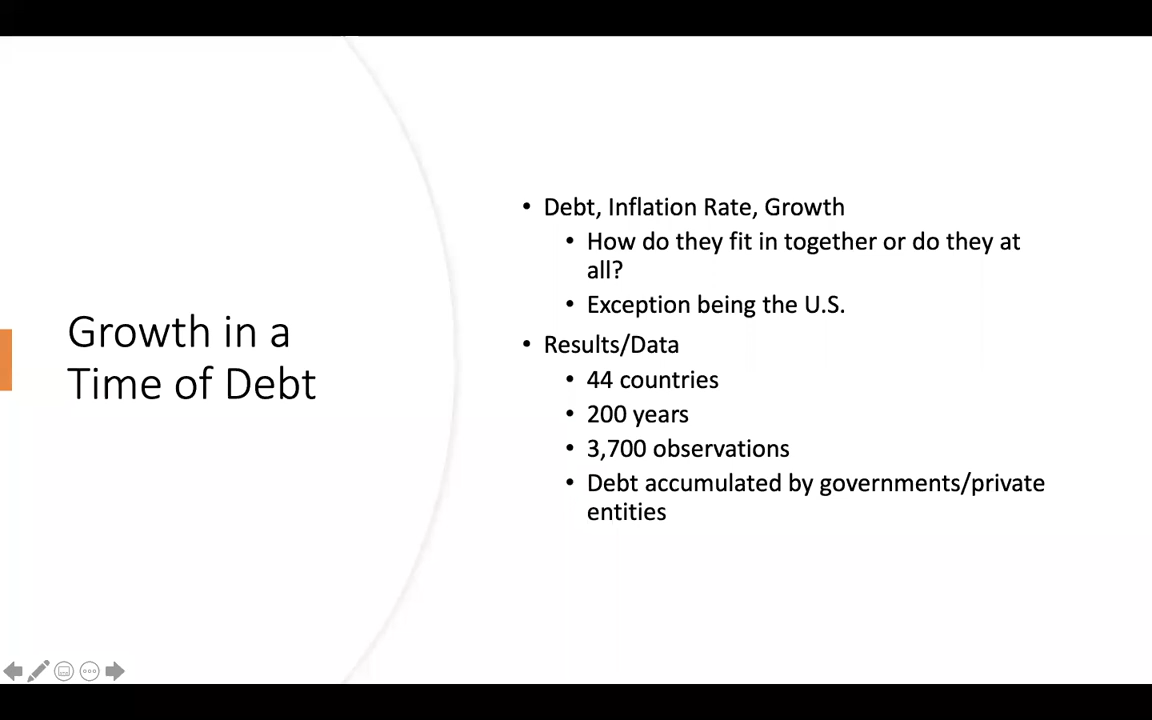 Growth in a
Time of Debt
• Debt, Inflation Rate, Growth
• How do they fit in together or do they at
all?
• Exception being the U.S.
• Results/Data
• 44 countries
• 200 years
• 3,700 observations
• Debt accumulated by governments/private
entities